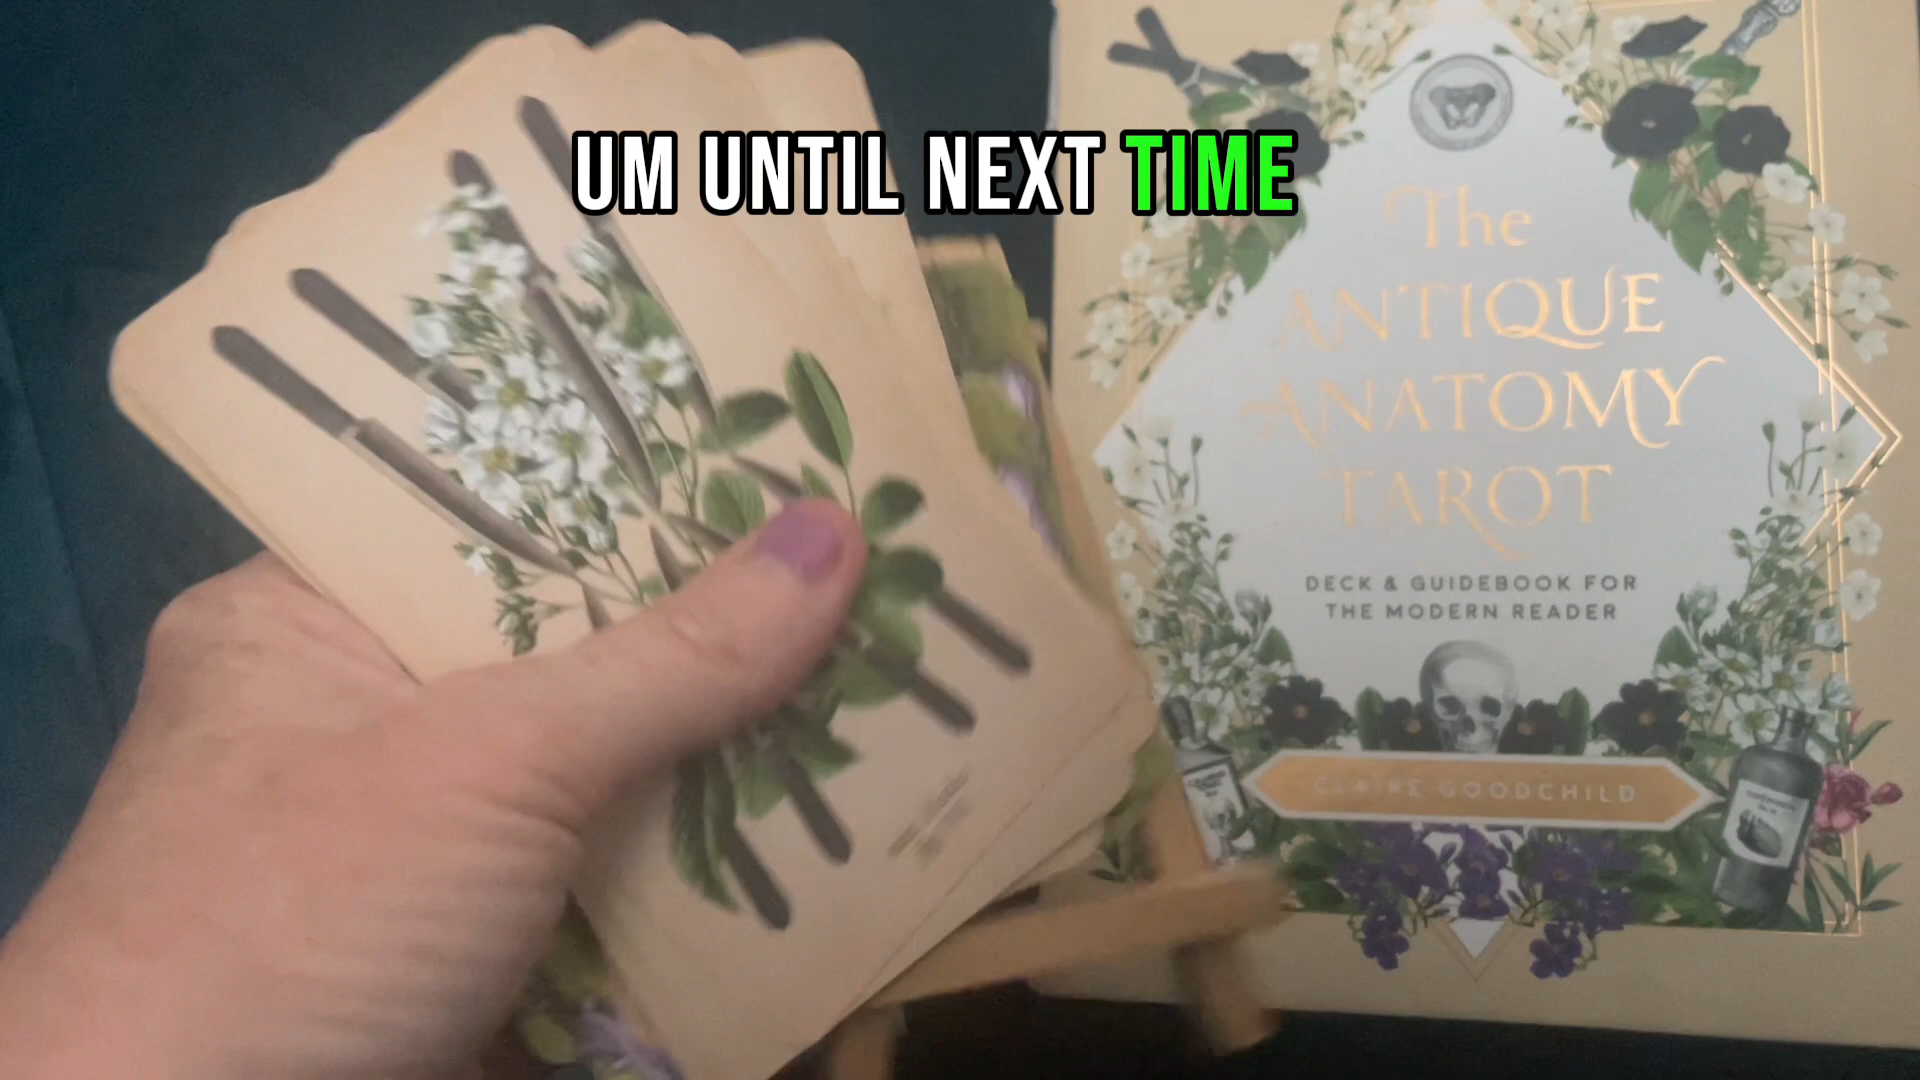 UM UNTIL NEXT TIME
The
ANTIQUE
ANATOMY
TAROT
DECK & GUIDEBOOK FOR
THE MODERN READER
CLAIRE GOODCHILD